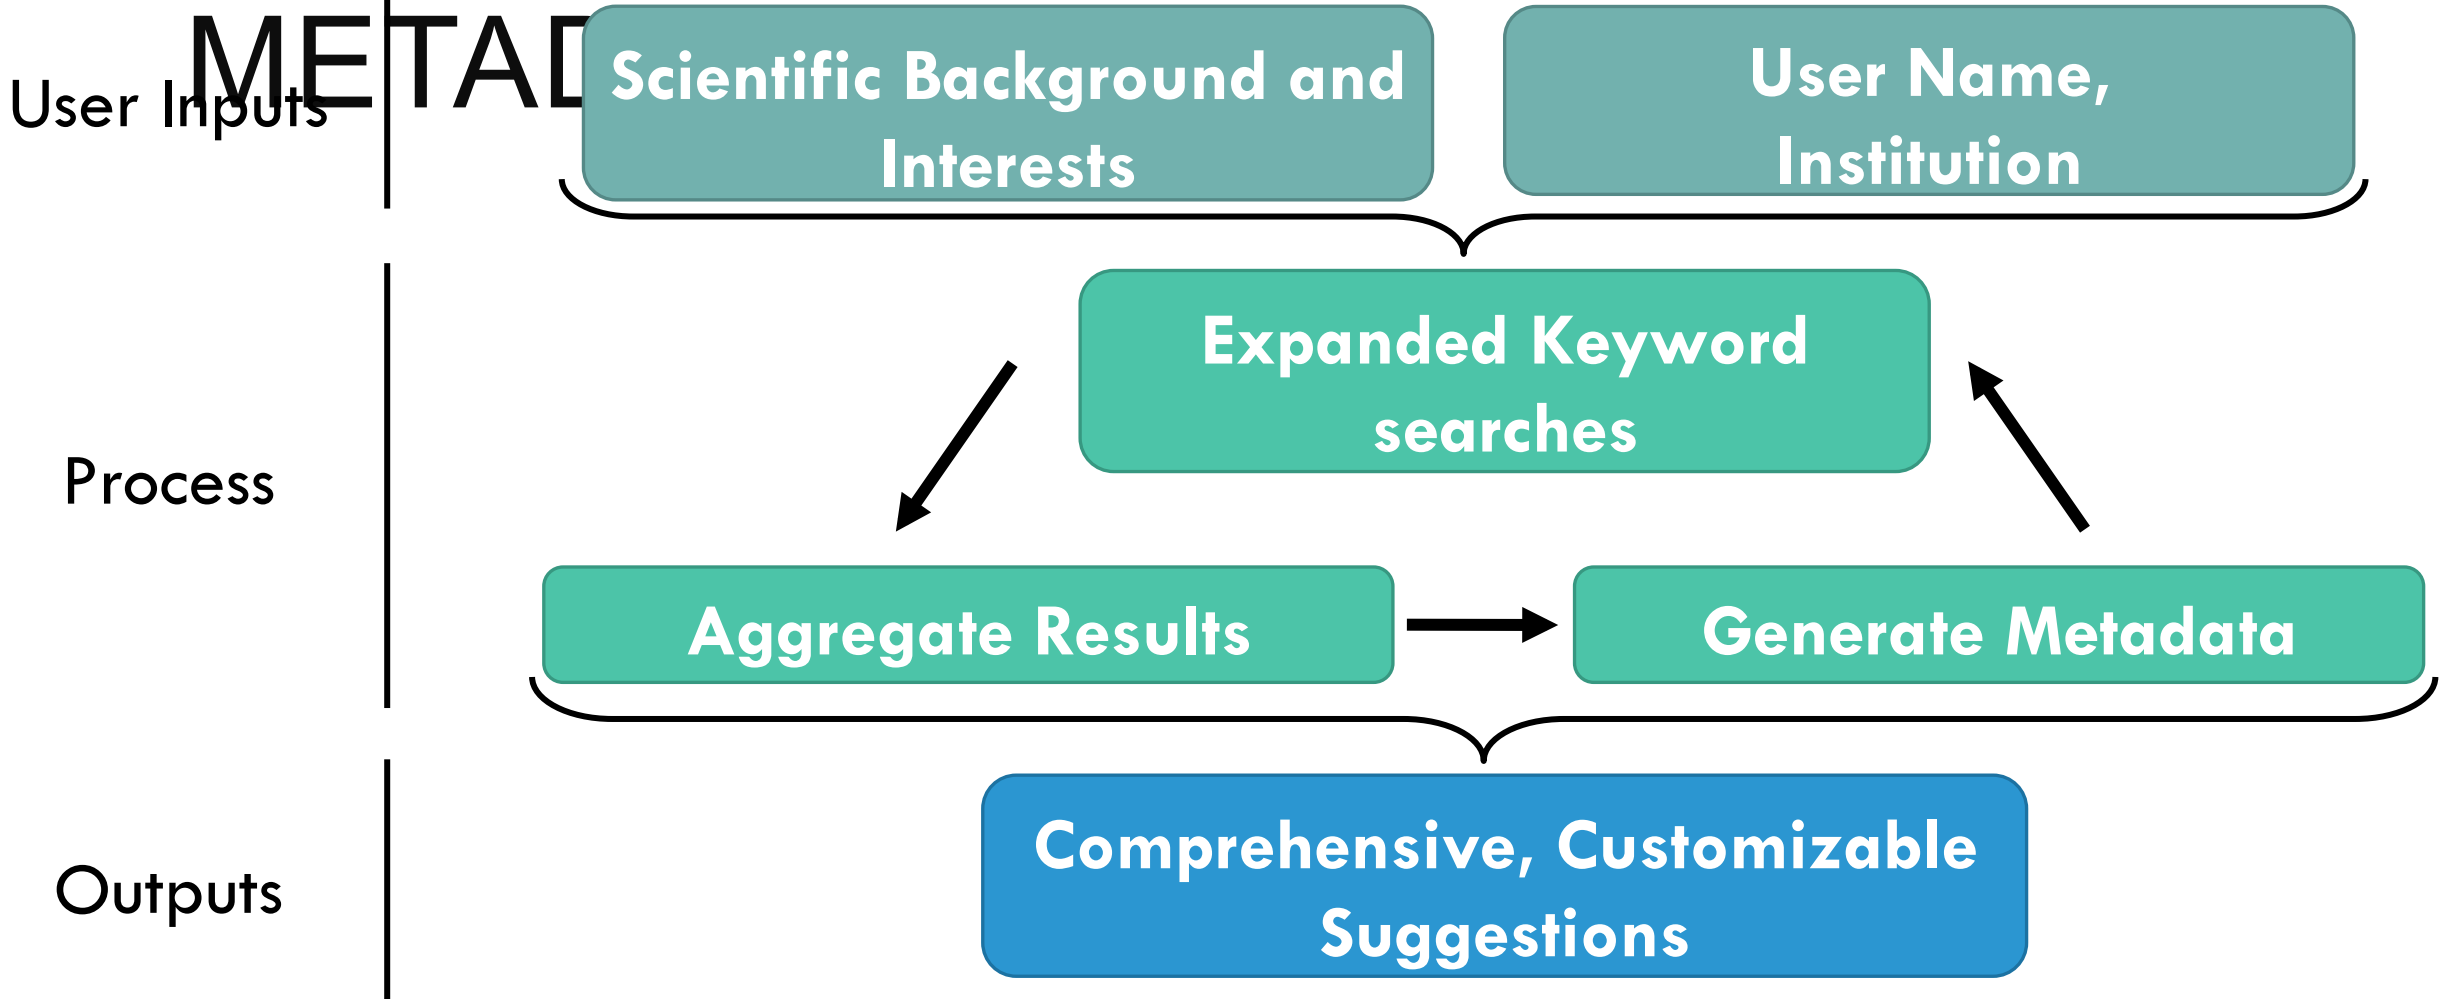 METAD
User Inputs
Scientific Background and
Interests
User Name,
Institution
Process
Expanded Keyword
searches
Aggregate Results
Generate Metadata
Outputs
Comprehensive, Customizable
Suggestions